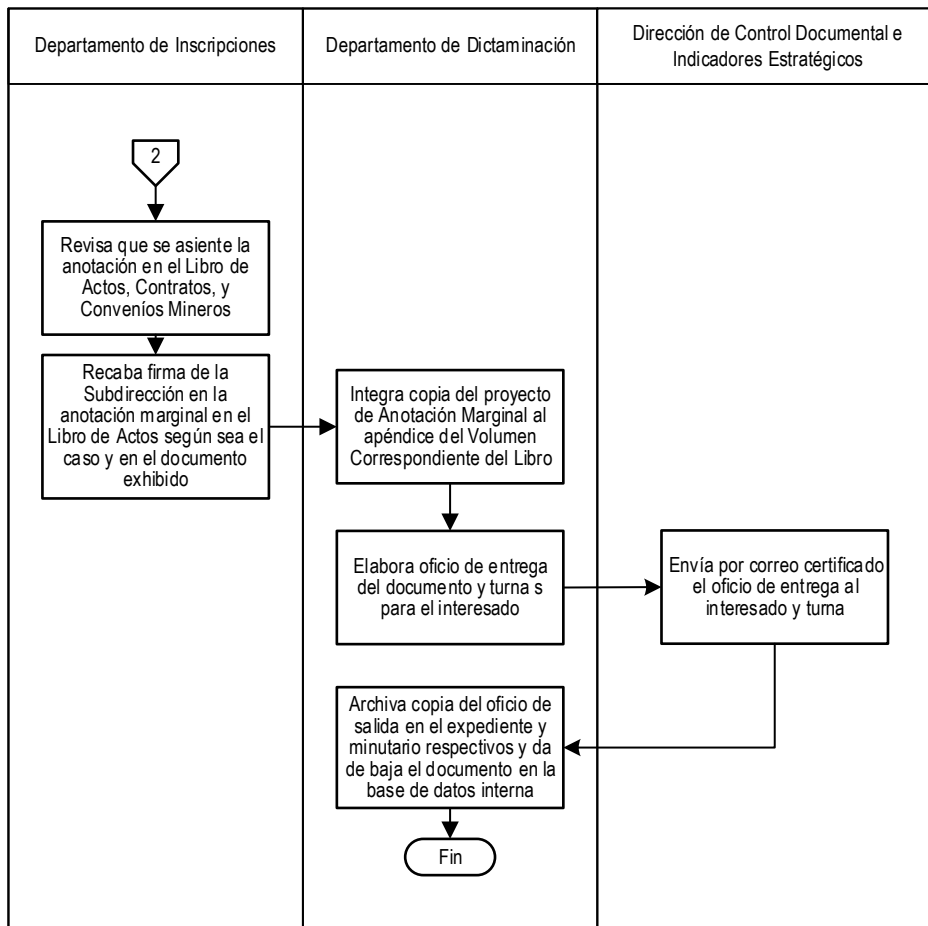 Departamento de Inscripciones
Departamento de Dictaminación
Dirección de Control Documental e
Indicadores Estratégicos
2
Revisa que se asiente la
anotación en el Libro de
Actos, Contratos, y
Conveníos Mineros
Recaba firma de la
Subdirección en la
anotación marginal en el
Libro de Actos según sea el
caso y en el documento
exhibido
Integra copia del proyecto
de Anotación Marginal al
apéndice del Volumen
Correspondiente del Libro
Elabora oficio de entrega
del documento y turna s
para el interesado
Envía por correo certificado
el oficio de entrega al
interesado y turna
Archiva copia del oficio de
salida en el expediente y
minutario respectivos y da
de baja el documento en la
base de datos interna
Fin